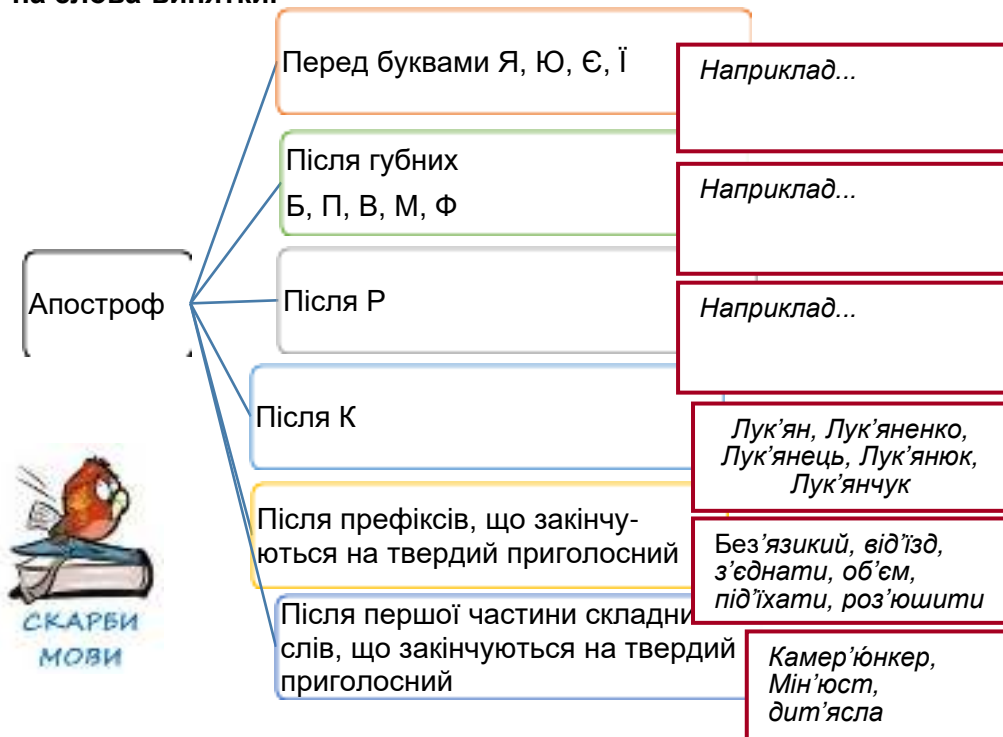 на слова-винятки.
Перед буквами Я, Ю, Є, Ї
Наприклад...
Після губних
Б, П, В, М, Ф
Наприклад...
Апостроф
Після Р
Наприклад...
Після К
Лук’ян, Лук’яненко,
Лук’янець, Лук’янюк,
Лук’янчук
Після префіксів, що закінчу-
ються на твердий приголосний
Без’язикий, від’їзд,
з’єднати, об’єм,
під’їхати, роз’юшити
Після першої частини складни
слів, що закінчуються на твердий
приголосний
Камер’ю́нкер,
Мін’юст,
дит’ясла
СКАРБИ
МОВИ